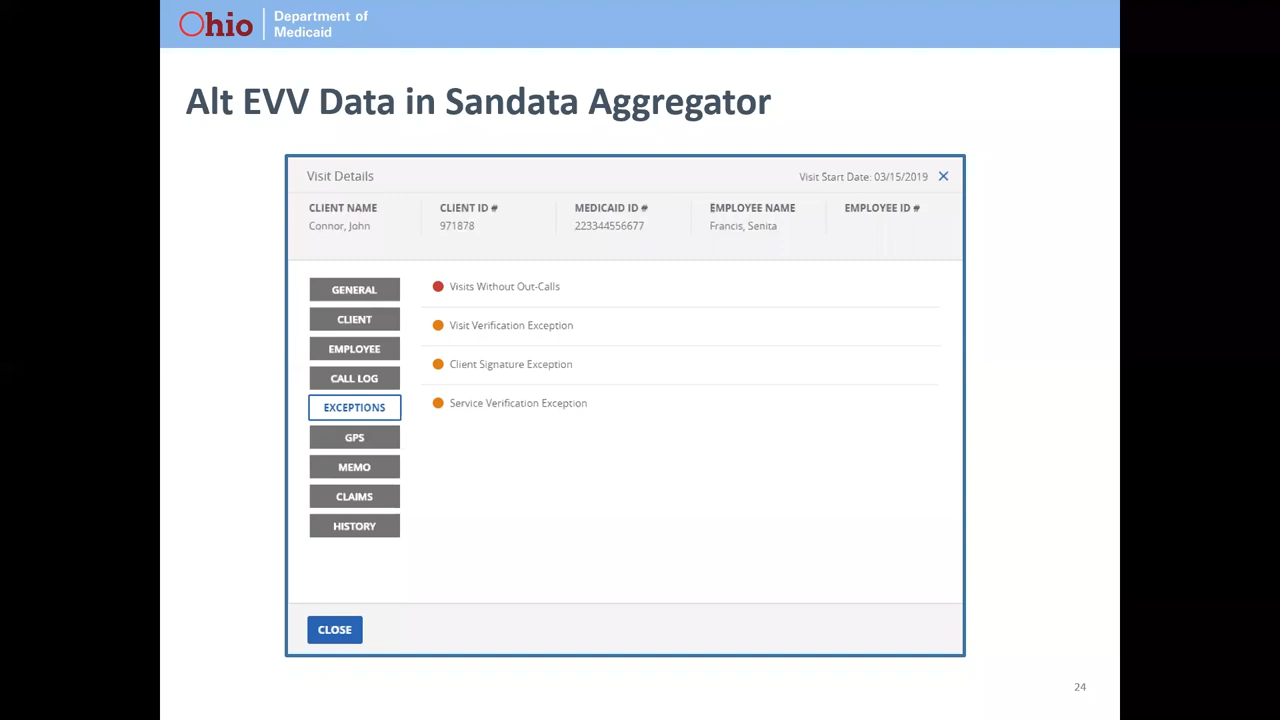 Ohio
Department of
Medicaid
Alt EVV Data in Sandata Aggregator
Visit Details
Visit Start Date: 03/15/2019
CLIENT NAME
CLIENT ID #
MEDICAID ID #
EMPLOYEE NAME
EMPLOYEE ID #
Connor, John
971878
223344556677
Francis, Senita
GENERAL
CLIENT
EMPLOYEE
CALL LOG
EXCEPTIONS
GPS
MEMO
CLAIMS
HISTORY
Visits Without Out-Calls
Visit Verification Exception
Client Signature Exception
Service Verification Exception
CLOSE
24